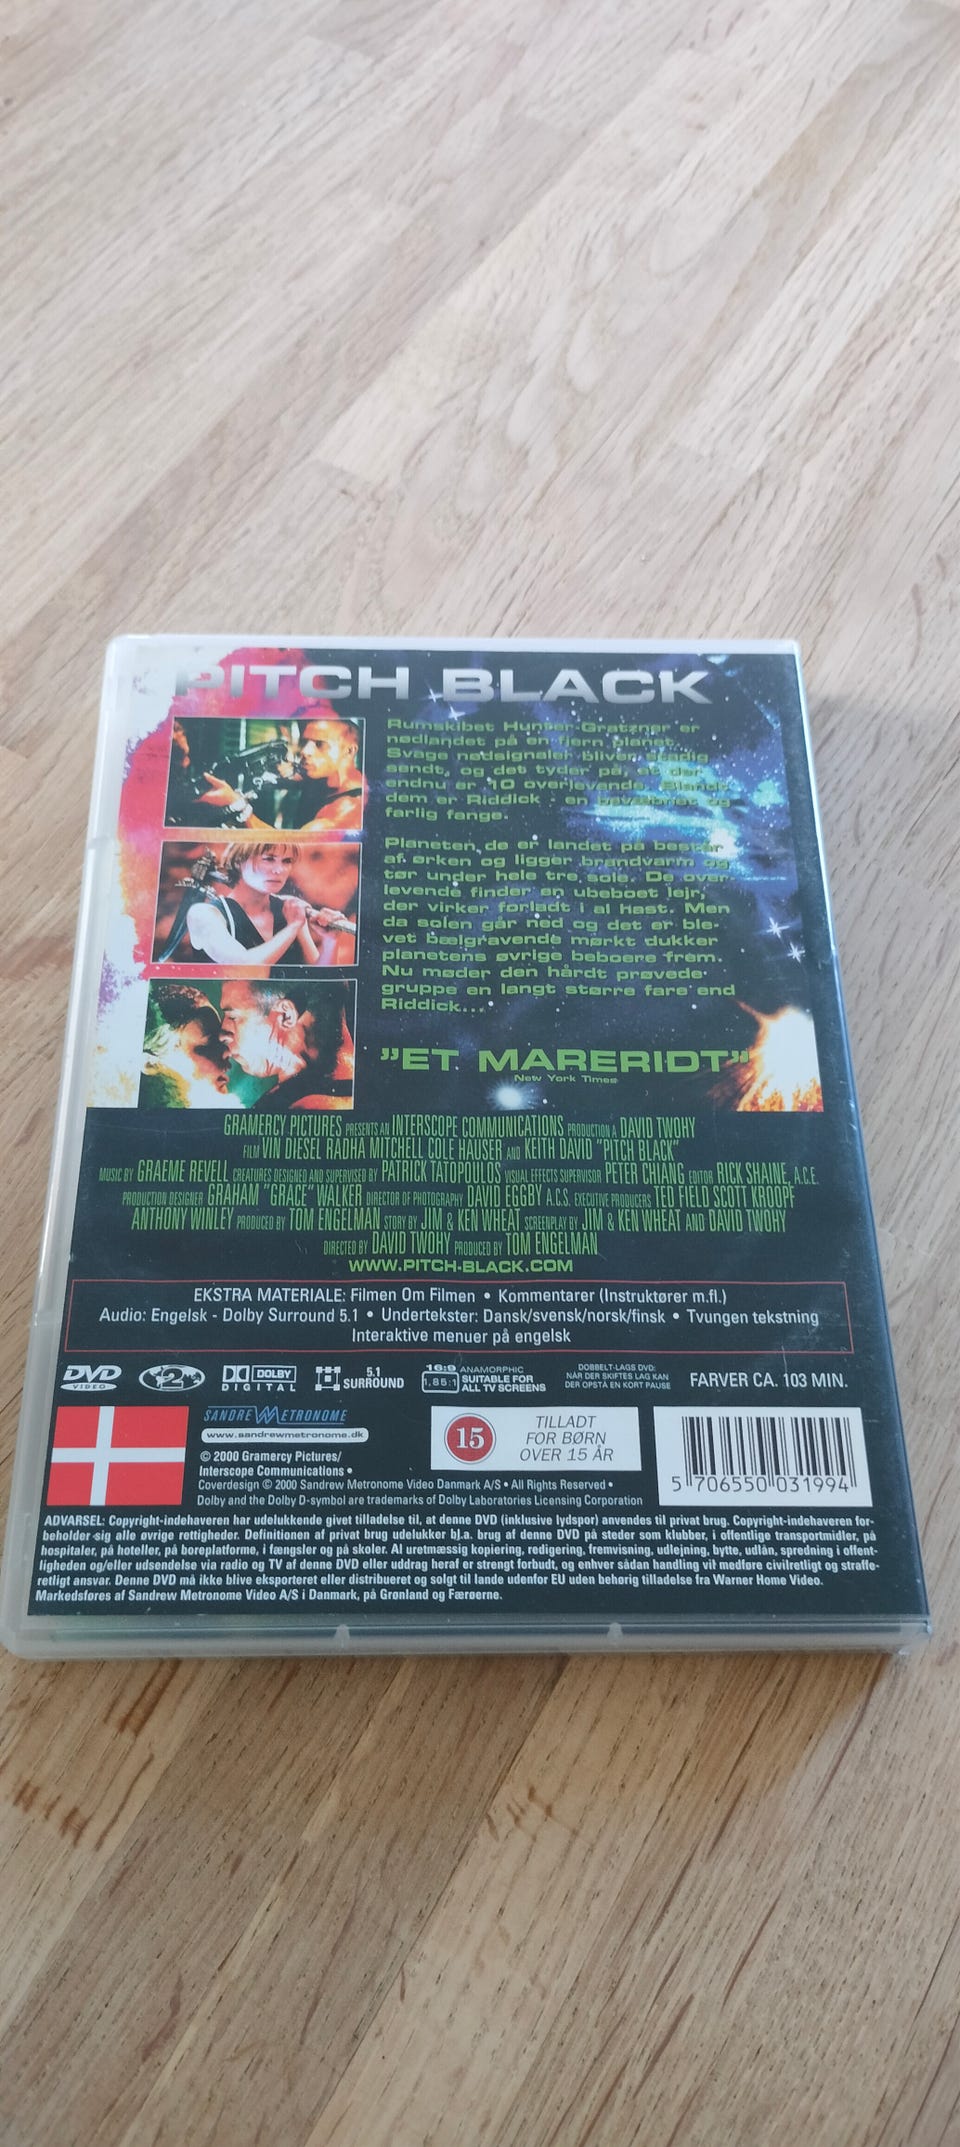 PITCH BLACK
Rumskibet Hunter-Gratzner er
nødlandet på en fjern planet.
Svage nødsignaler bliver stadig
sendt, og det tyder på, at der
endnu er 10 overlevende. Blandt
dem er Riddick - en bevæbnet og
farlig fange.
Planeten, de er landet på består
af ørken og ligger brandvarm og
tør under hele tre sole. De over-
levende finder en ubeboet lejr,
der virker forladt i al hast. Men
da solen går ned og det er ble-
vet bælgravende mørkt dukker
planetens øvrige beboere frem.
Nu møder den hårdt prøvede
gruppe en langt større fare end
Riddick...
"ET MARERIDT"
New York Times
GRAMERCY PICTURES PRESENTS AN INTERSCOPE COMMUNICATIONS PRODUCTION A DAVID TWOHY
FILM VIN DIESEL RADHA MITCHELL COLE HAUSER AND KEITH DAVID "PITCH BLACK"
MUSIC BY GRAEME REVELL CREATURES DESIGNED AND SUPERVISED BY PATRICK TATOPOULOS VISUAL EFFECTS SUPERVISOR PETER CHIANG EDITOR RICK SHAINE, A.C.E.
PRODUCTION DESIGNER GRAHAM "GRACE" WALKER DIRECTOR OF PHOTOGRAPHY DAVID EGGBY A.C.S. EXECUTIVE PRODUCERS TED FIELD SCOTT KROOPF
ANTHONY WINLEY PRODUCED BY TOM ENGELMAN STORY BY JIM & KEN WHEAT SCREENPLAY BY JIM & KEN WHEAT AND DAVID TWOHY
DIRECTED BY DAVID TWOHY PRODUCED BY TOM ENGELMAN
WWW.PITCH-BLACK.COM
EKSTRA MATERIALE: Filmen Om Filmen • Kommentarer (Instruktører m.fl.)
Audio: Engelsk - Dolby Surround 5.1 • Undertekster: Dansk/svensk/norsk/finsk • Tvungen tekstning
Interaktive menuer på engelsk
DVD VIDEO
2
DOLBY DIGITAL
5.1 SURROUND
16:9 1,85:1
ANAMORPHIC
SUITABLE FOR
ALL TV SCREENS
DOBBELT-LAGS DVD:
NÅR DER SKIFTES LAG KAN
DER OPSTÅ EN KORT PAUSE
FARVER CA. 103 MIN.
SANDREW METRONOME
www.sandrewmetronome.dk
15
TILLADT
FOR BØRN
OVER 15 ÅR
5 706550 031994
© 2000 Gramercy Pictures/
Interscope Communications •
Coverdesign © 2000 Sandrew Metronome Video Danmark A/S • All Rights Reserved •
Dolby and the Dolby D-symbol are trademarks of Dolby Laboratories Licensing Corporation
ADVARSEL: Copyright-indehaveren har udelukkende givet tilladelse til, at denne DVD (inklusive lydspor) anvendes til privat brug. Copyright-indehaveren for-
beholder sig alle øvrige rettigheder. Definitionen af privat brug udelukker bl.a. brug af denne DVD på steder som klubber, i offentlige transportmidler, på
hospitaler, på hoteller, på boreplatforme, i fængsler og på skoler. Al uretmæssig kopiering, redigering, fremvisning, udlejning, bytte, udlån, spredning i offent-
ligheden og/eller udsendelse via radio og TV af denne DVD eller uddrag heraf er strengt forbudt, og enhver sådan handling vil medføre civilretligt og straffe-
retligt ansvar. Denne DVD må ikke blive eksporteret eller distribueret og solgt til lande udenfor EU uden behørig tilladelse fra Warner Home Video.
Markedsføres af Sandrew Metronome Video A/S i Danmark, på Grønland og Færøerne.